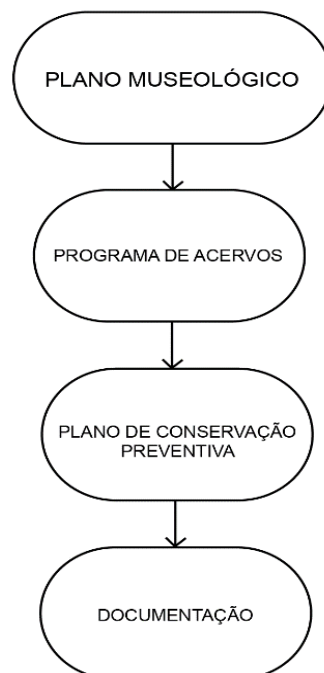 PLANO MUSEOLÓGICO
PROGRAMA DE ACERVOS
PLANO DE CONSERVAÇÃO
PREVENTIVA
DOCUMENTAÇÃO